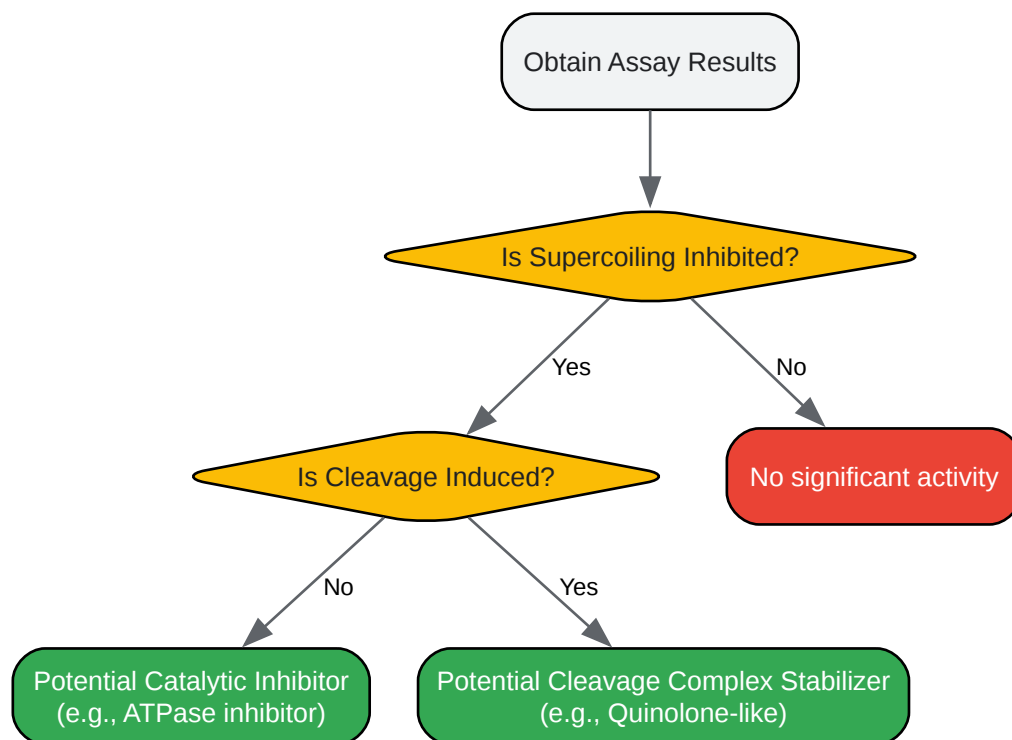 Obtain Assay Results
Is Supercoiling Inhibited?
Yes
No
Is Cleavage Induced?
No significant activity
No
Yes
Potential Catalytic Inhibitor
(e.g., ATPase inhibitor)
Potential Cleavage Complex Stabilizer
(e.g., Quinolone-like)